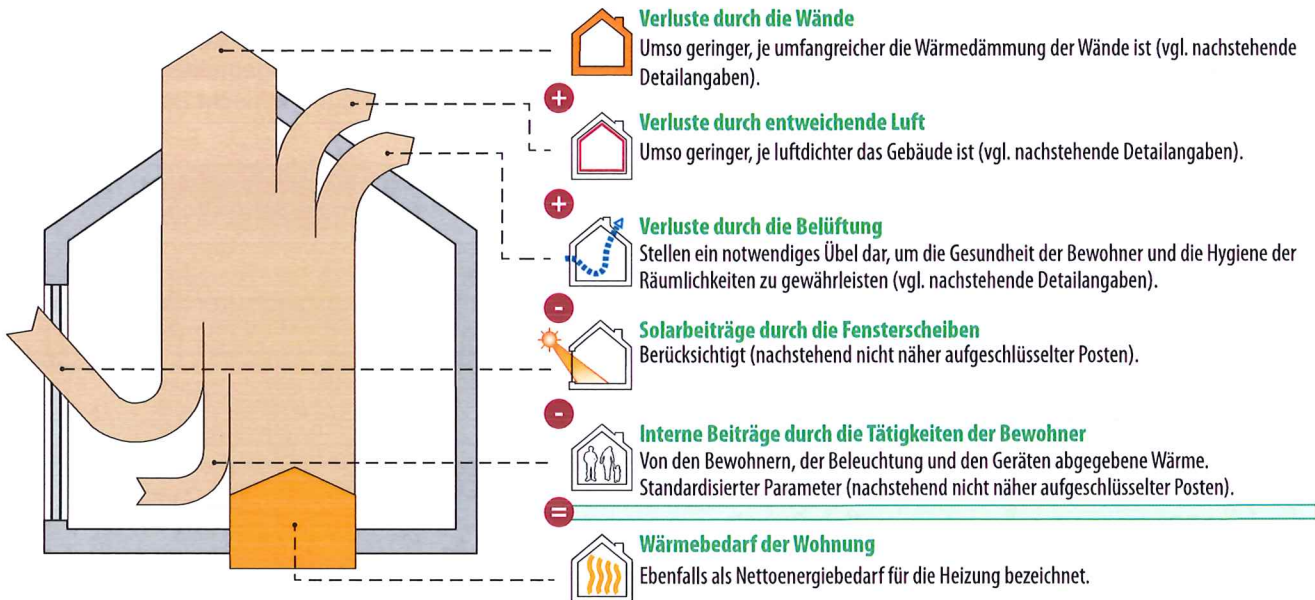 Verluste durch die Wände
Umso geringer, je umfangreicher die Wärmedämmung der Wände ist (vgl. nachstehende
Detailangaben).
+
Verluste durch entweichende Luft
Umso geringer, je luftdichter das Gebäude ist (vgl. nachstehende Detailangaben).
+
Verluste durch die Belüftung
Stellen ein notwendiges Übel dar, um die Gesundheit der Bewohner und die Hygiene der
Räumlichkeiten zu gewährleisten (vgl. nachstehende Detailangaben).
-
Solarbeiträge durch die Fensterscheiben
Berücksichtigt (nachstehend nicht näher aufgeschlüsselter Posten).
-
Interne Beiträge durch die Tätigkeiten der Bewohner
Von den Bewohnern, der Beleuchtung und den Geräten abgegebene Wärme.
Standardisierter Parameter (nachstehend nicht näher aufgeschlüsselter Posten).
=
Wärmebedarf der Wohnung
Ebenfalls als Nettoenergiebedarf für die Heizung bezeichnet.